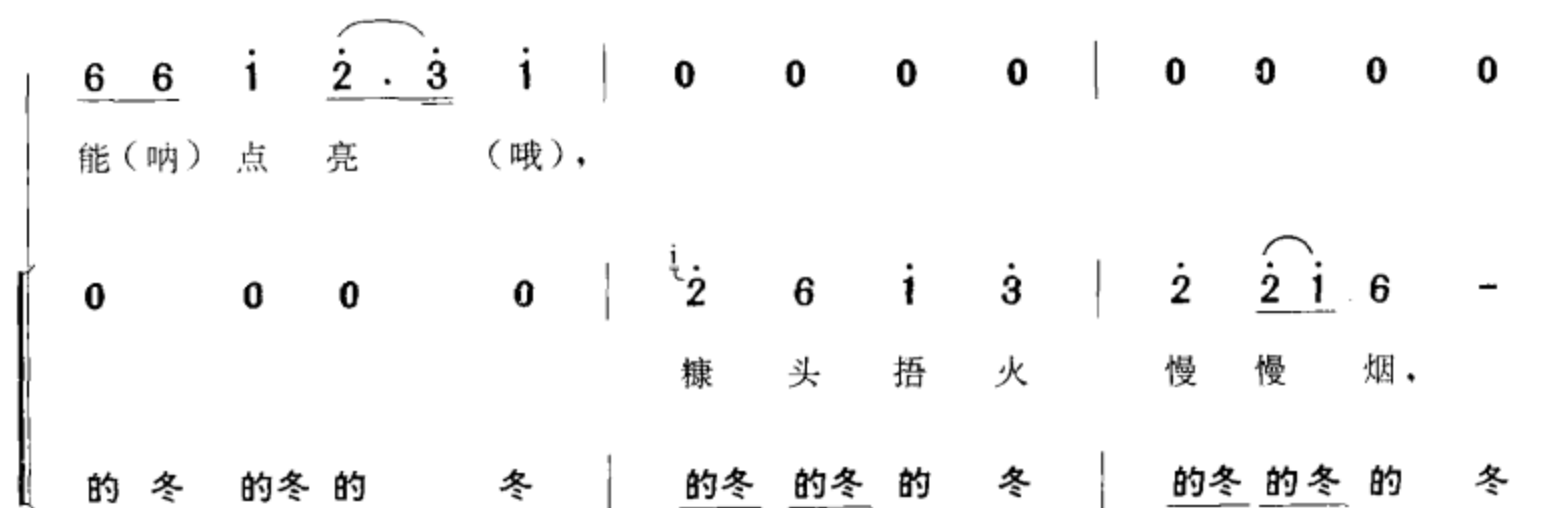 6 6 i̇ 2̇ . 3̇ i̇ | 0 0 0 0 | 0 0 0 0
能（呐）点 亮 （哦），
0 0 0 0 | i̇ 2̇ 6 i̇ 3̇ | 2̇ 2̇ i̇ 6 -
糠 头 捂 火 慢 慢 烟，
的 冬 的冬 的 冬 | 的冬 的冬 的 冬 | 的冬 的冬 的 冬